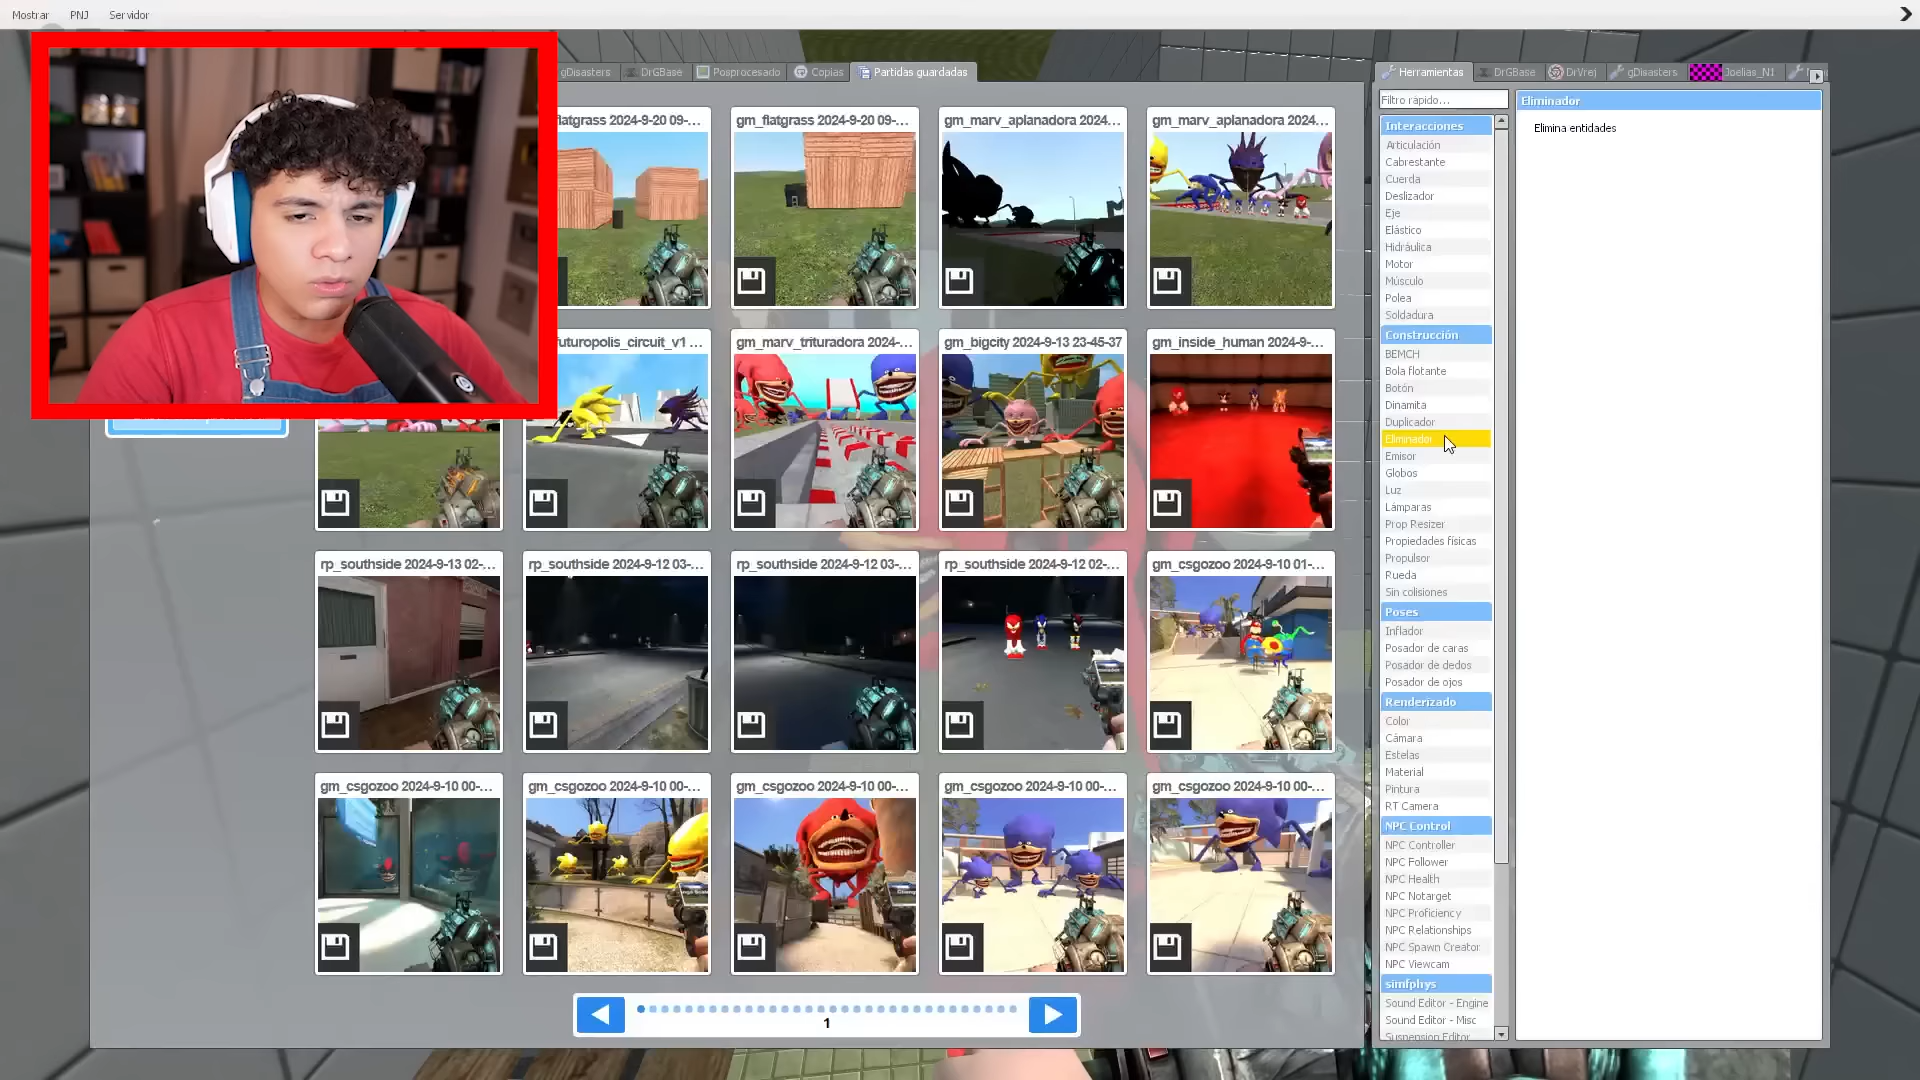 Mostrar PNJ Servidor
gDisasters DrGBase Posprocesado Copias Partidas guardadas
Herramientas DrGBase DrVrej gDisasters Joelias_N1
Filtro rápido...
Eliminador
Elimina entidades
flatgrass 2024-9-20 09-...
gm_flatgrass 2024-9-20 09-...
gm_marv_aplanadora 2024...
gm_marv_aplanadora 2024...
futuropolis_circuit_v1 ...
gm_marv_trituradora 2024-...
gm_bigcity 2024-9-13 23-45-37
gm_inside_human 2024-9-...
rp_southside 2024-9-13 02-...
rp_southside 2024-9-12 03-...
rp_southside 2024-9-12 03-...
rp_southside 2024-9-12 02-...
gm_csgozoo 2024-9-10 01-...
gm_csgozoo 2024-9-10 00-...
gm_csgozoo 2024-9-10 00-...
gm_csgozoo 2024-9-10 00-...
gm_csgozoo 2024-9-10 00-...
gm_csgozoo 2024-9-10 00-...
1
Interacciones
Articulación
Cabrestante
Cuerda
Deslizador
Eje
Elástico
Hidráulica
Motor
Músculo
Polea
Soldadura
Construcción
BEMCH
Bola flotante
Botón
Dinamita
Duplicador
Eliminador
Emisor
Globos
Luz
Lámparas
Prop Resizer
Propiedades físicas
Propulsor
Rueda
Sin colisiones
Poses
Inflador
Posador de caras
Posador de dedos
Posador de ojos
Renderizado
Color
Cámara
Estelas
Material
Pintura
RT Camera
NPC Control
NPC Controller
NPC Follower
NPC Health
NPC Notarget
NPC Proficiency
NPC Relationships
NPC Spawn Creator
NPC Viewcam
simfphys
Sound Editor - Engine
Sound Editor - Misc
Suspension Editor